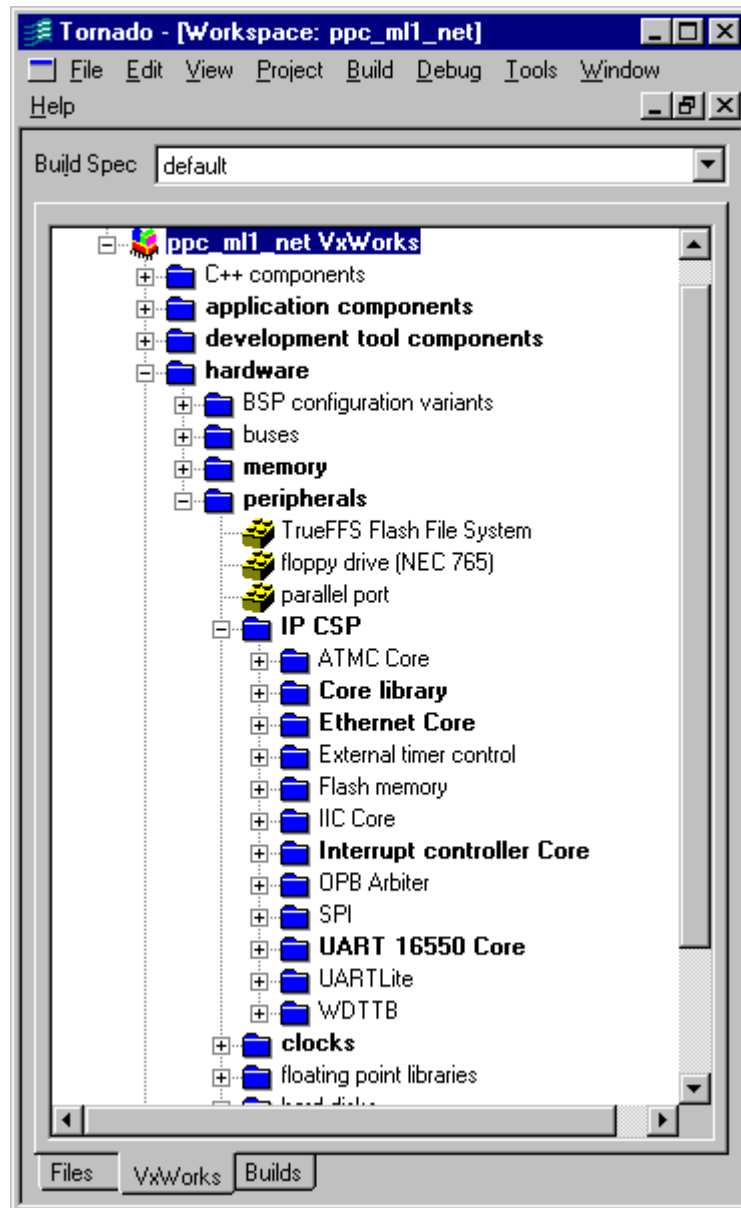 Tornado - [Workspace: ppc_ml1_net]
File Edit View Project Build Debug Tools Window
Help
Build Spec default
ppc_ml1_net VxWorks
C++ components
application components
development tool components
hardware
BSP configuration variants
buses
memory
peripherals
TrueFFS Flash File System
floppy drive (NEC 765)
parallel port
IP CSP
ATMC Core
Core library
Ethernet Core
External timer control
Flash memory
IIC Core
Interrupt controller Core
OPB Arbiter
SPI
UART 16550 Core
UARTLite
WDTTB
clocks
floating point libraries
hard disks
Files VxWorks Builds